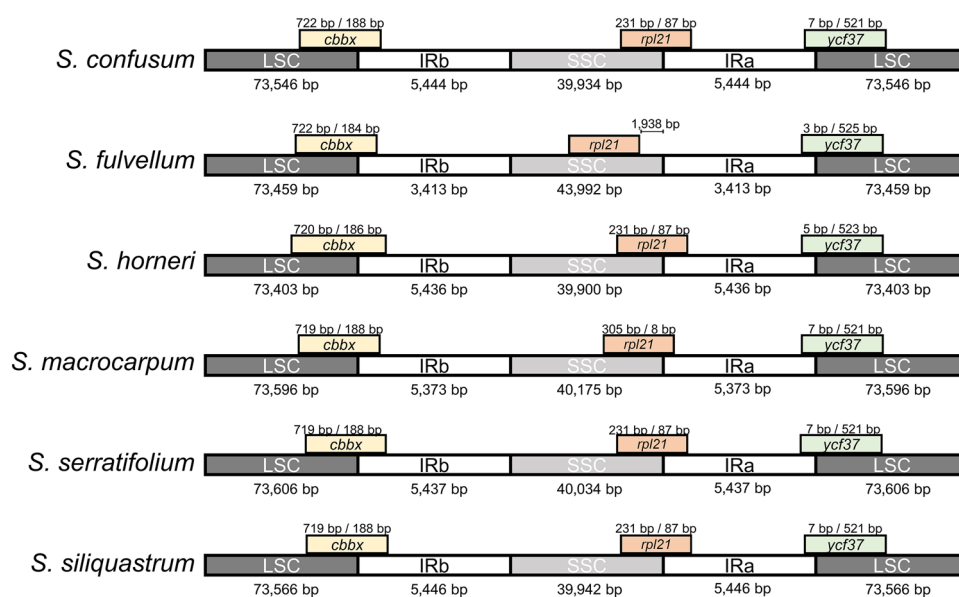 722 bp / 188 bp 231 bp / 87 bp 7 bp / 521 bp
cbbx rpl21 ycf37
S. confusum LSC IRb SSC IRa LSC
73,546 bp 5,444 bp 39,934 bp 5,444 bp 73,546 bp
722 bp / 184 bp 1,938 bp 3 bp / 525 bp
cbbx rpl21 ycf37
S. fulvellum LSC IRb SSC IRa LSC
73,459 bp 3,413 bp 43,992 bp 3,413 bp 73,459 bp
720 bp / 186 bp 231 bp / 87 bp 5 bp / 523 bp
cbbx rpl21 ycf37
S. horneri LSC IRb SSC IRa LSC
73,403 bp 5,436 bp 39,900 bp 5,436 bp 73,403 bp
719 bp / 188 bp 305 bp / 8 bp 7 bp / 521 bp
cbbx rpl21 ycf37
S. macrocarpum LSC IRb SSC IRa LSC
73,596 bp 5,373 bp 40,175 bp 5,373 bp 73,596 bp
719 bp / 188 bp 231 bp / 87 bp 7 bp / 521 bp
cbbx rpl21 ycf37
S. serratifolium LSC IRb SSC IRa LSC
73,606 bp 5,437 bp 40,034 bp 5,437 bp 73,606 bp
719 bp / 188 bp 231 bp / 87 bp 7 bp / 521 bp
cbbx rpl21 ycf37
S. siliquastrum LSC IRb SSC IRa LSC
73,566 bp 5,446 bp 39,942 bp 5,446 bp 73,566 bp